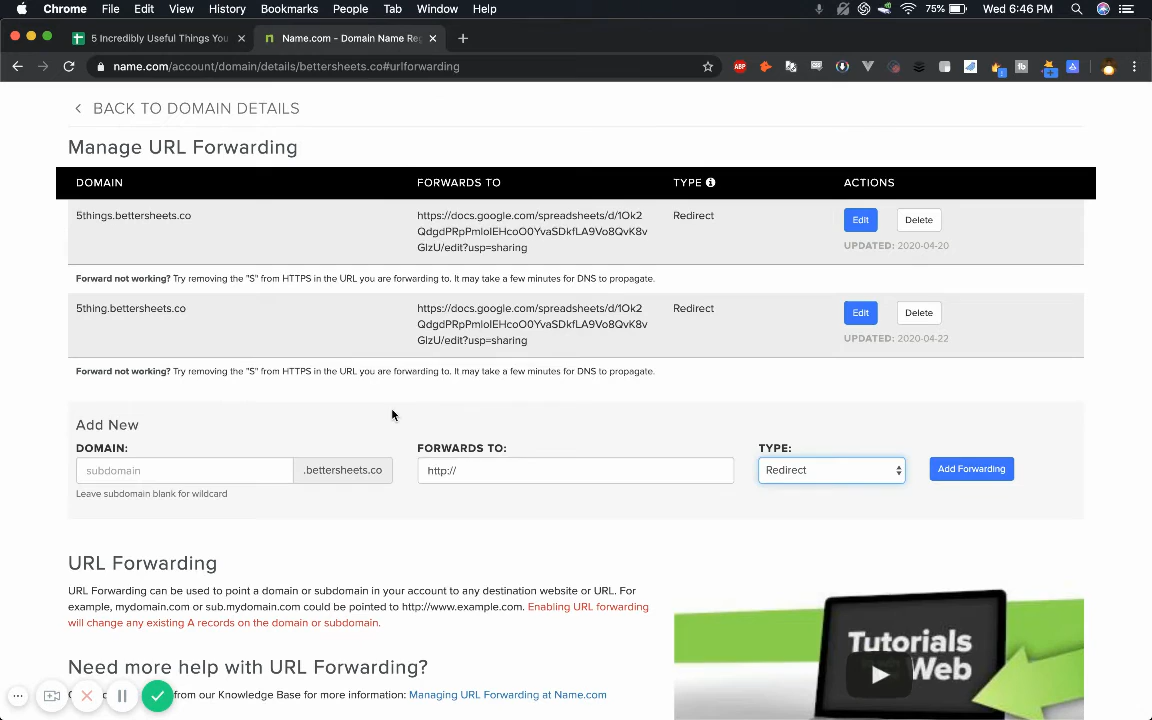 Chrome File Edit View History Bookmarks People Tab Window Help 75% Wed 6:46 PM
5 Incredibly Useful Things You Name.com - Domain Name Reg
name.com/account/domain/details/bettersheets.co#urlforwarding ABP fb
BACK TO DOMAIN DETAILS
Manage URL Forwarding
DOMAIN FORWARDS TO TYPE ACTIONS
5things.bettersheets.co https://docs.google.com/spreadsheets/d/1Ok2 Redirect Edit Delete
QdgdPRpPmloIEHcoO0YvaSDkfLA9Vo8QvK8v
GlzU/edit?usp=sharing UPDATED: 2020-04-20
Forward not working? Try removing the "S" from HTTPS in the URL you are forwarding to. It may take a few minutes for DNS to propagate.
5thing.bettersheets.co https://docs.google.com/spreadsheets/d/1Ok2 Redirect Edit Delete
QdgdPRpPmloIEHcoO0YvaSDkfLA9Vo8QvK8v
GlzU/edit?usp=sharing UPDATED: 2020-04-22
Forward not working? Try removing the "S" from HTTPS in the URL you are forwarding to. It may take a few minutes for DNS to propagate.
Add New
DOMAIN: FORWARDS TO: TYPE:
subdomain .bettersheets.co http:// Redirect Add Forwarding
Leave subdomain blank for wildcard
URL Forwarding
URL Forwarding can be used to point a domain or subdomain in your account to any destination website or URL. For
example, mydomain.com or sub.mydomain.com could be pointed to http://www.example.com. Enabling URL forwarding
will change any existing A records on the domain or subdomain.
Tutorials
Web
Need more help with URL Forwarding?
from our Knowledge Base for more information: Managing URL Forwarding at Name.com